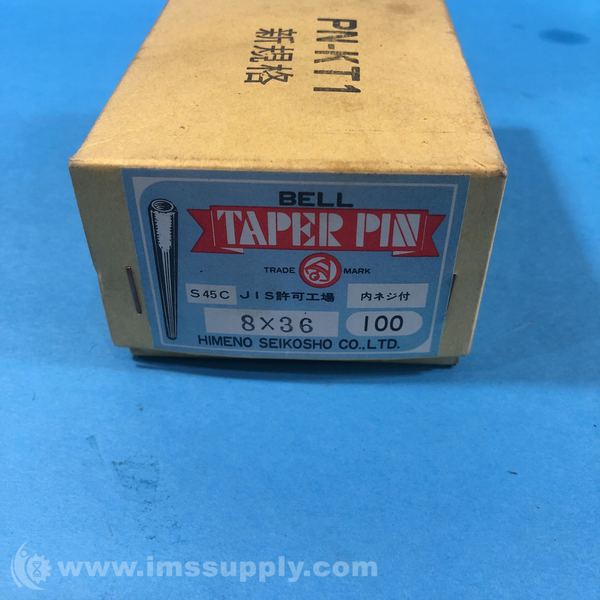 PN-KT1
新規格
BELL
TAPER PIN
TRADE MARK
S45C JIS許可工場 内ネジ付
8×36 100
HIMENO SEIKOSHO CO.,LTD.
www.imssupply.com